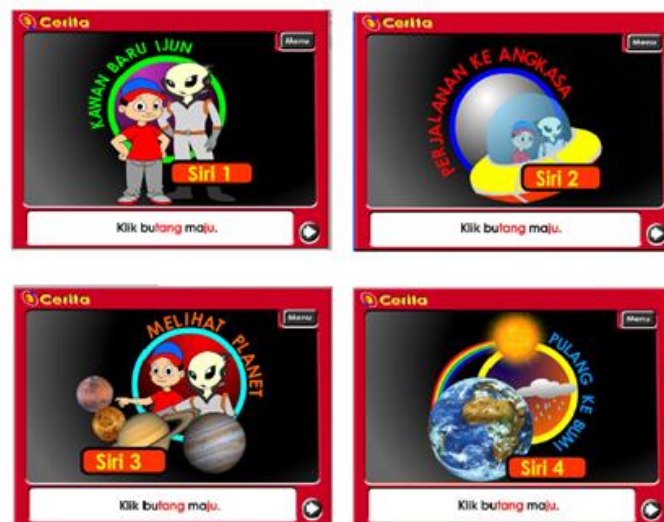 Cerita
Menu
KAWAN BARU IJUN
Siri 1
Klik butang maju.
Cerita
Menu
PERJALANAN KE ANGKASA
Siri 2
Klik butang maju.
Cerita
Menu
MELIHAT PLANET
Siri 3
Klik butang maju.
Cerita
Menu
PULANG KE BUMI
Siri 4
Klik butang maju.